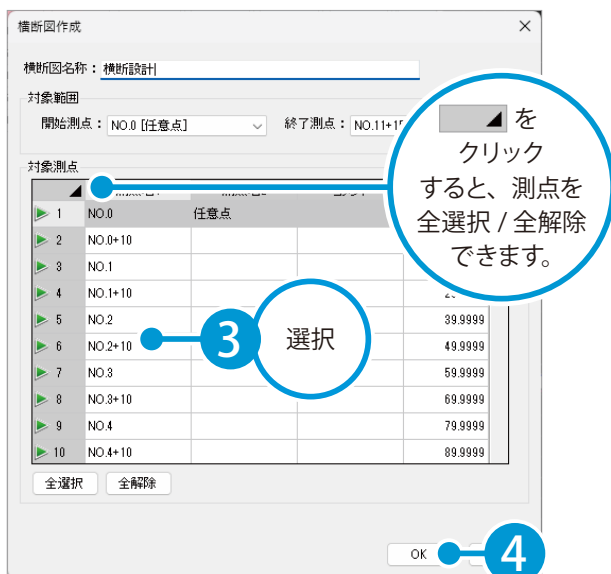 横断図作成
横断図名称： 横断設計
対象範囲
開始測点： NO.0 [任意点]
終了測点： NO.11+1
を
クリック
すると、測点を
全選択 / 全解除
できます。
対象測点
1 NO.0 任意点
2 NO.0+10
3 NO.1
4 NO.1+10
5 NO.2 39.9999
6 NO.2+10 49.9999
7 NO.3 59.9999
8 NO.3+10 69.9999
9 NO.4 79.9999
10 NO.4+10 89.9999
3 選択
全選択 全解除
OK 4